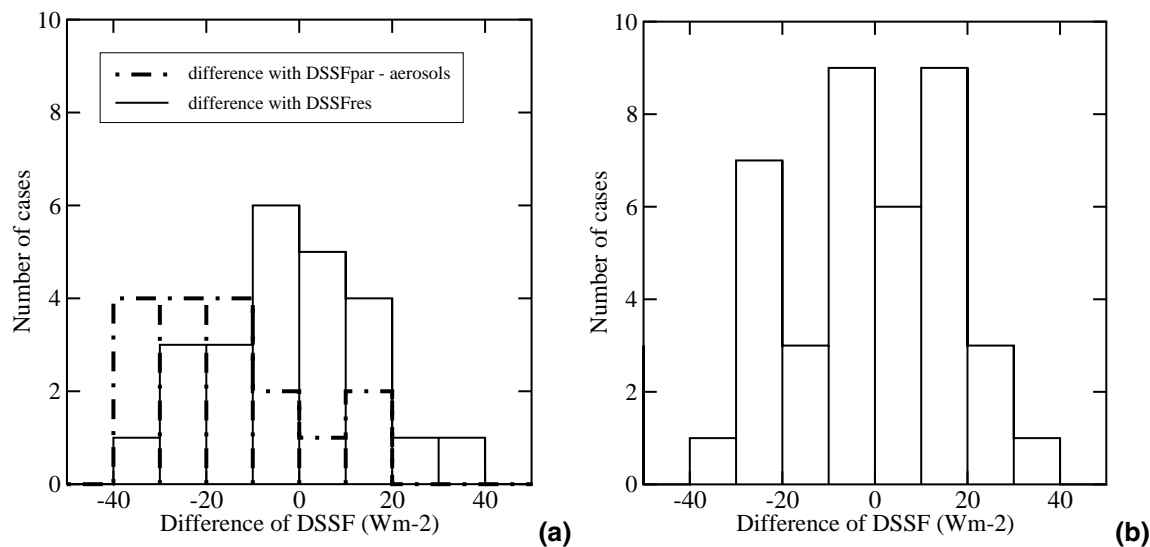 10
8
6
4
2
0
Number of cases
difference with DSSFpar - aerosols
difference with DSSFres
-40
-20
0
20
40
Difference of DSSF (Wm-2)
(a)
10
8
6
4
2
0
Number of cases
-40
-20
0
20
40
Difference of DSSF (Wm-2)
(b)